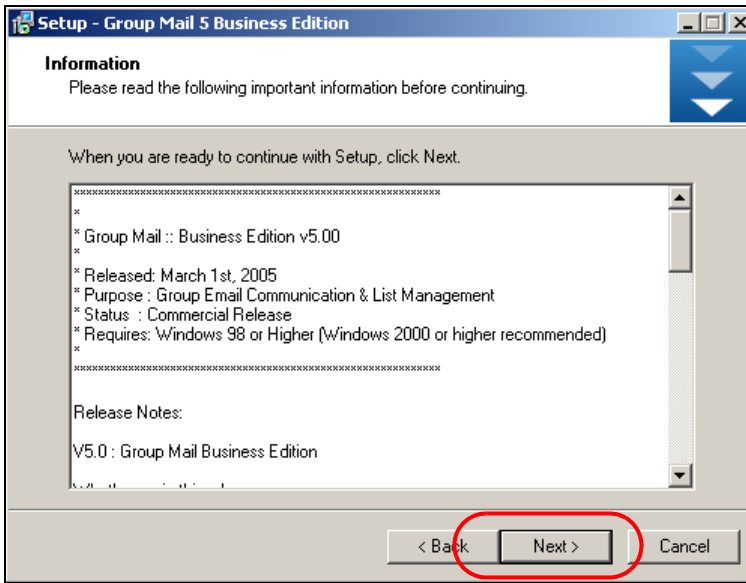 Setup - Group Mail 5 Business Edition
Information
Please read the following important information before continuing.
When you are ready to continue with Setup, click Next.
******************************************************************
*
* Group Mail :: Business Edition v5.00
*
* Released: March 1st, 2005
* Purpose : Group Email Communication & List Management
* Status : Commercial Release
* Requires: Windows 98 or Higher (Windows 2000 or higher recommended)
*
******************************************************************
Release Notes:
V5.0 : Group Mail Business Edition
< Back Next > Cancel